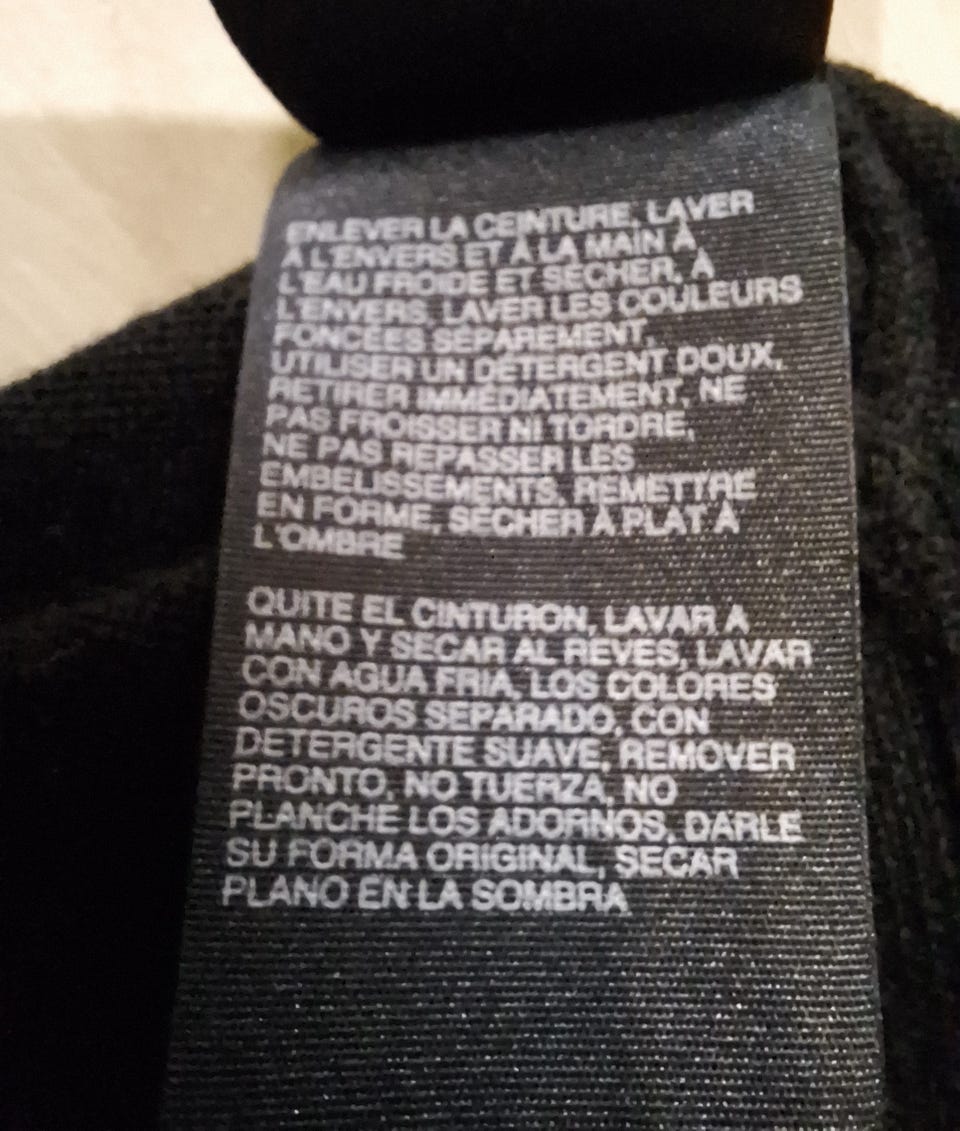 ENLEVER LA CEINTURE, LAVER
À L'ENVERS ET À LA MAIN À
L'EAU FROIDE ET SÉCHER, À
L'ENVERS, LAVER LES COULEURS
FONCÉES SÉPARÉMENT,
UTILISER UN DÉTERGENT DOUX,
RETIRER IMMÉDIATEMENT, NE
PAS FROISSER NI TORDRE,
NE PAS REPASSER LES
EMBELISSEMENTS, REMETTRE
EN FORME, SÉCHER À PLAT À
L'OMBRE
QUITE EL CINTURON, LAVAR A
MANO Y SECAR AL REVES, LAVAR
CON AGUA FRIA, LOS COLORES
OSCUROS SEPARADO, CON
DETERGENTE SUAVE, REMOVER
PRONTO, NO TUERZA, NO
PLANCHE LOS ADORNOS, DARLE
SU FORMA ORIGINAL, SECAR
PLANO EN LA SOMBRA